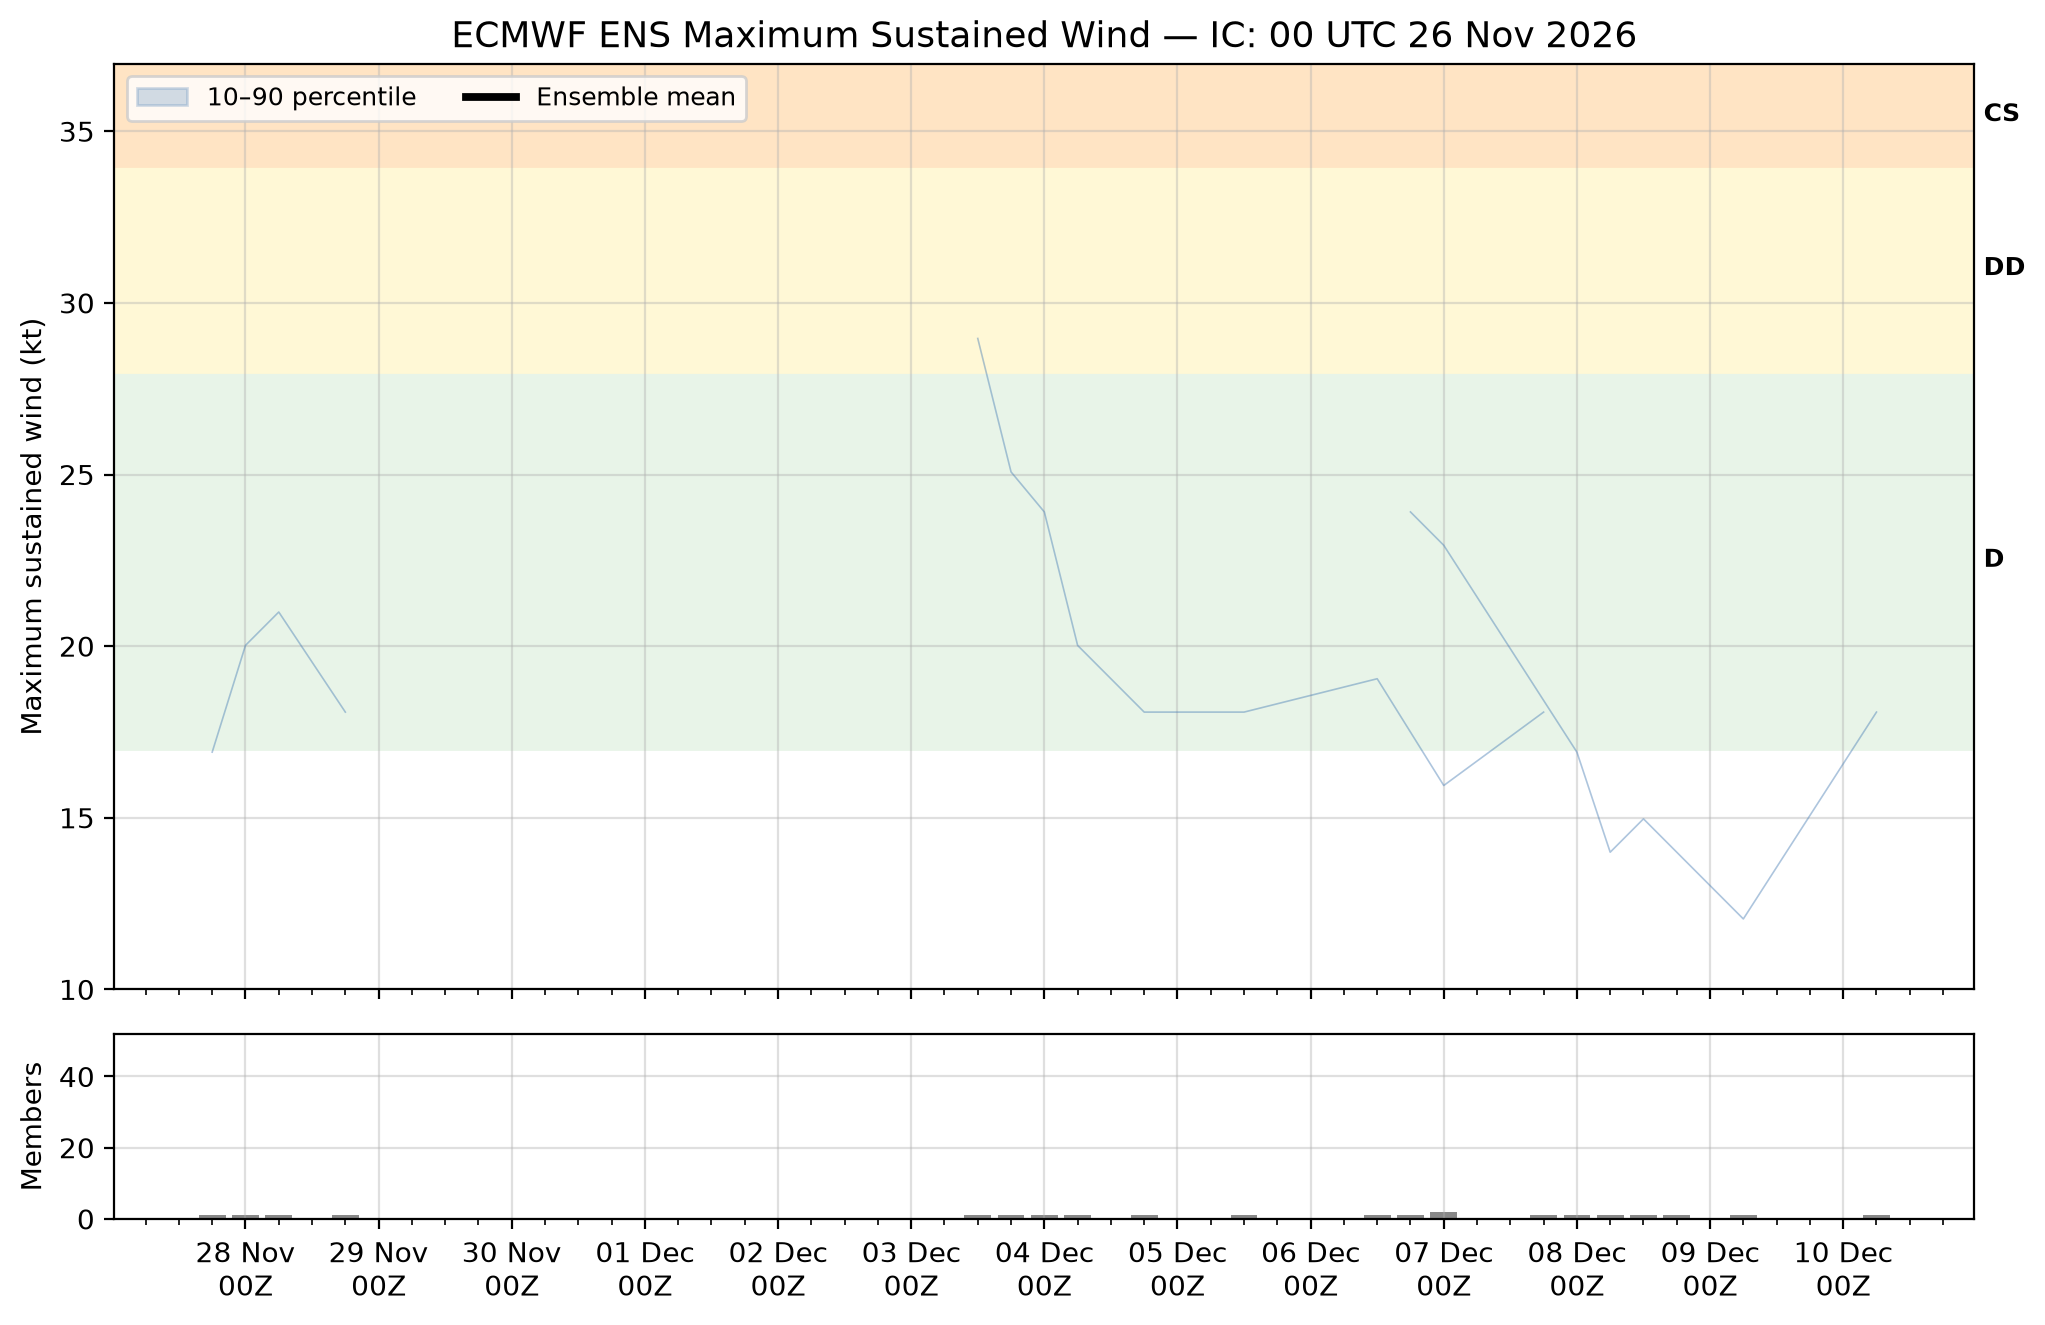 ECMWF ENS Maximum Sustained Wind — IC: 00 UTC 26 Nov 2026
10–90 percentile
Ensemble mean
CS
DD
D
Maximum sustained wind (kt)
35
30
25
20
15
10
Members
40
20
0
28 Nov 29 Nov 30 Nov 01 Dec 02 Dec 03 Dec 04 Dec 05 Dec 06 Dec 07 Dec 08 Dec 09 Dec 10 Dec
00Z 00Z 00Z 00Z 00Z 00Z 00Z 00Z 00Z 00Z 00Z 00Z 00Z